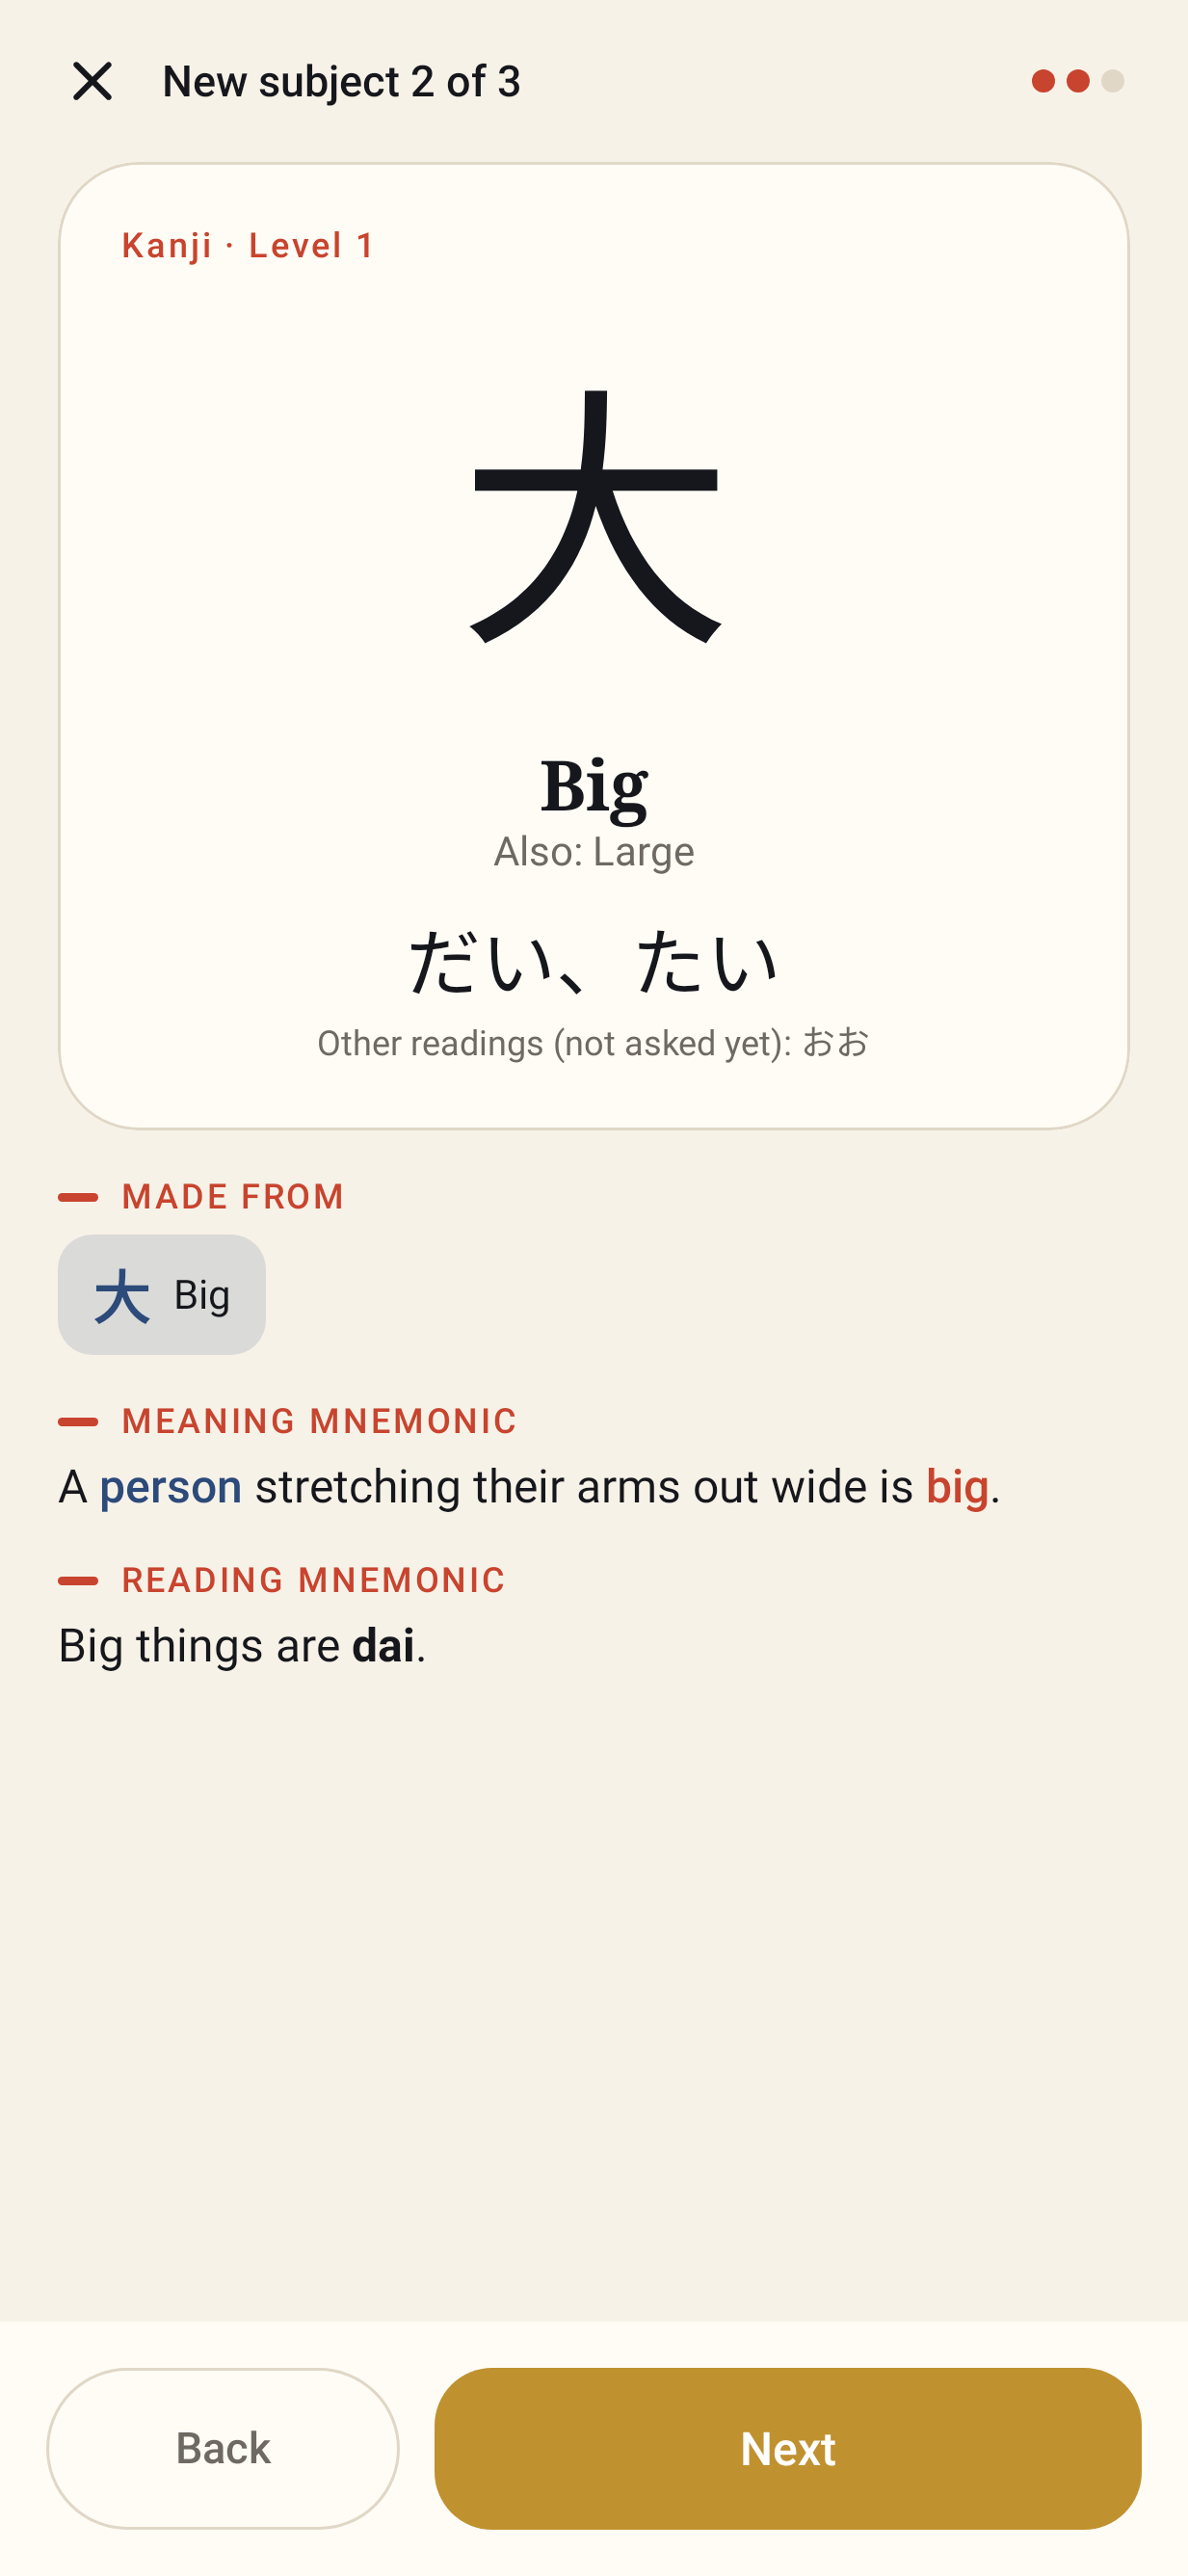 New subject 2 of 3
Kanji · Level 1
大
Big
Also: Large
だい、たい
Other readings (not asked yet): おお
MADE FROM
大 Big
MEANING MNEMONIC
A person stretching their arms out wide is big.
READING MNEMONIC
Big things are dai.
Back
Next